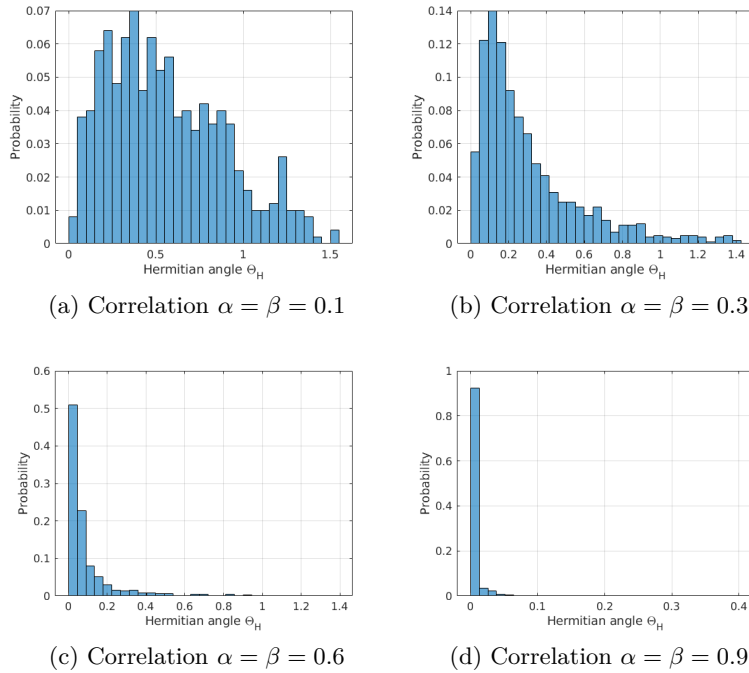 0.07
0.06
0.05
0.04
0.03
0.02
0.01
0
Probability
0 0.5 1 1.5
Hermitian angle Θ_H
(a) Correlation α = β = 0.1
0.14
0.12
0.1
0.08
0.06
0.04
0.02
0
Probability
0 0.2 0.4 0.6 0.8 1 1.2 1.4
Hermitian angle Θ_H
(b) Correlation α = β = 0.3
0.6
0.5
0.4
0.3
0.2
0.1
0
Probability
0 0.2 0.4 0.6 0.8 1 1.2 1.4
Hermitian angle Θ_H
(c) Correlation α = β = 0.6
1
0.8
0.6
0.4
0.2
0
Probability
0 0.1 0.2 0.3 0.4
Hermitian angle Θ_H
(d) Correlation α = β = 0.9